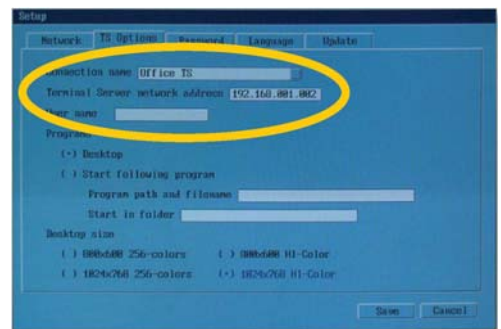 Setup
Network TS Options Password Language Update
Connection name Office TS
Terminal Server network address 192.168.001.002
User name
Programs
(•) Desktop
( ) Start following program
Program path and filename
Start in folder
Desktop size
( ) 800x600 256-colors ( ) 800x600 HI-Color
( ) 1024x768 256-colors (•) 1024x768 HI-Color
Save Cancel